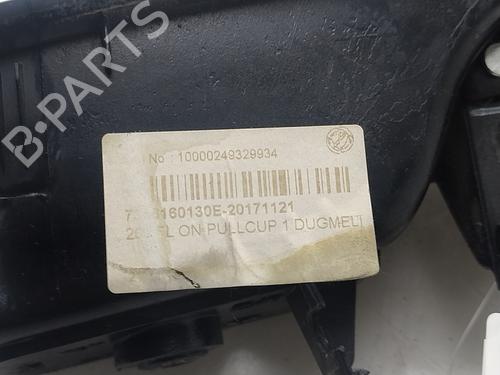 B-PARTS
No 10000249329934
160130E-20171121
ON PULLCUP 1 DUGMELI